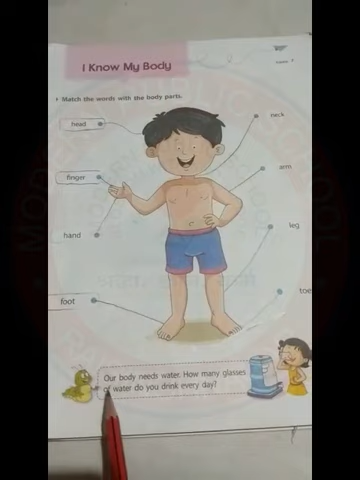 I Know My Body
Match the words with the body parts.
head
neck
finger
arm
hand
leg
foot
toe
Our body needs water. How many glasses
of water do you drink every day?